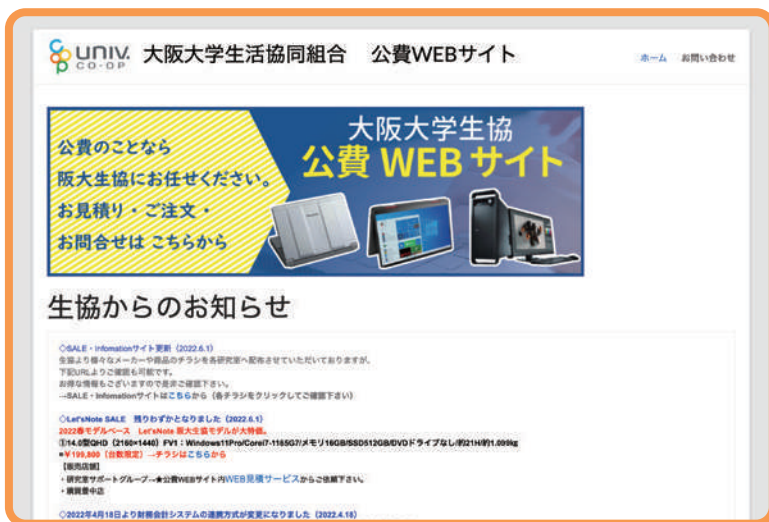 UNIV. CO-OP
大阪大学生活協同組合 公費WEBサイト
ホーム お問い合わせ
公費のことなら
阪大生協にお任せください。
お見積り・ご注文・
お問合せは こちらから
大阪大学生協
公費 WEB サイト
生協からのお知らせ
◇SALE・Infomationサイト更新（2022.6.1）
生協より様々なメーカーや商品のチラシを各研究室へ配布させていただいておりますが、
下記URLよりご確認も可能です。
お得な情報もございますので是非ご確認下さい。
→SALE・Infomationサイトはこちらから（各チラシをクリックしてご確認下さい）
◇Let'sNote SALE 残りわずかとなりました（2022.6.1）
2022春モデルベース Let'sNote 阪大生協モデルが大特価。
①14.0型QHD（2160×1440）FV1：Windows11Pro/Corei7-1165G7/メモリ16GB/SSD512GB/DVDドライブなし/約21H/約1.099kg
■￥199,800（台数限定）→チラシはこちらから
【販売店舗】
・研究室サポートグループ→★公費WEBサイト内WEB見積サービスからご依頼下さい。
・購買豊中店
◇2022年4月18日より財務会計システムの連携方式が変更になりました（2022.4.18）